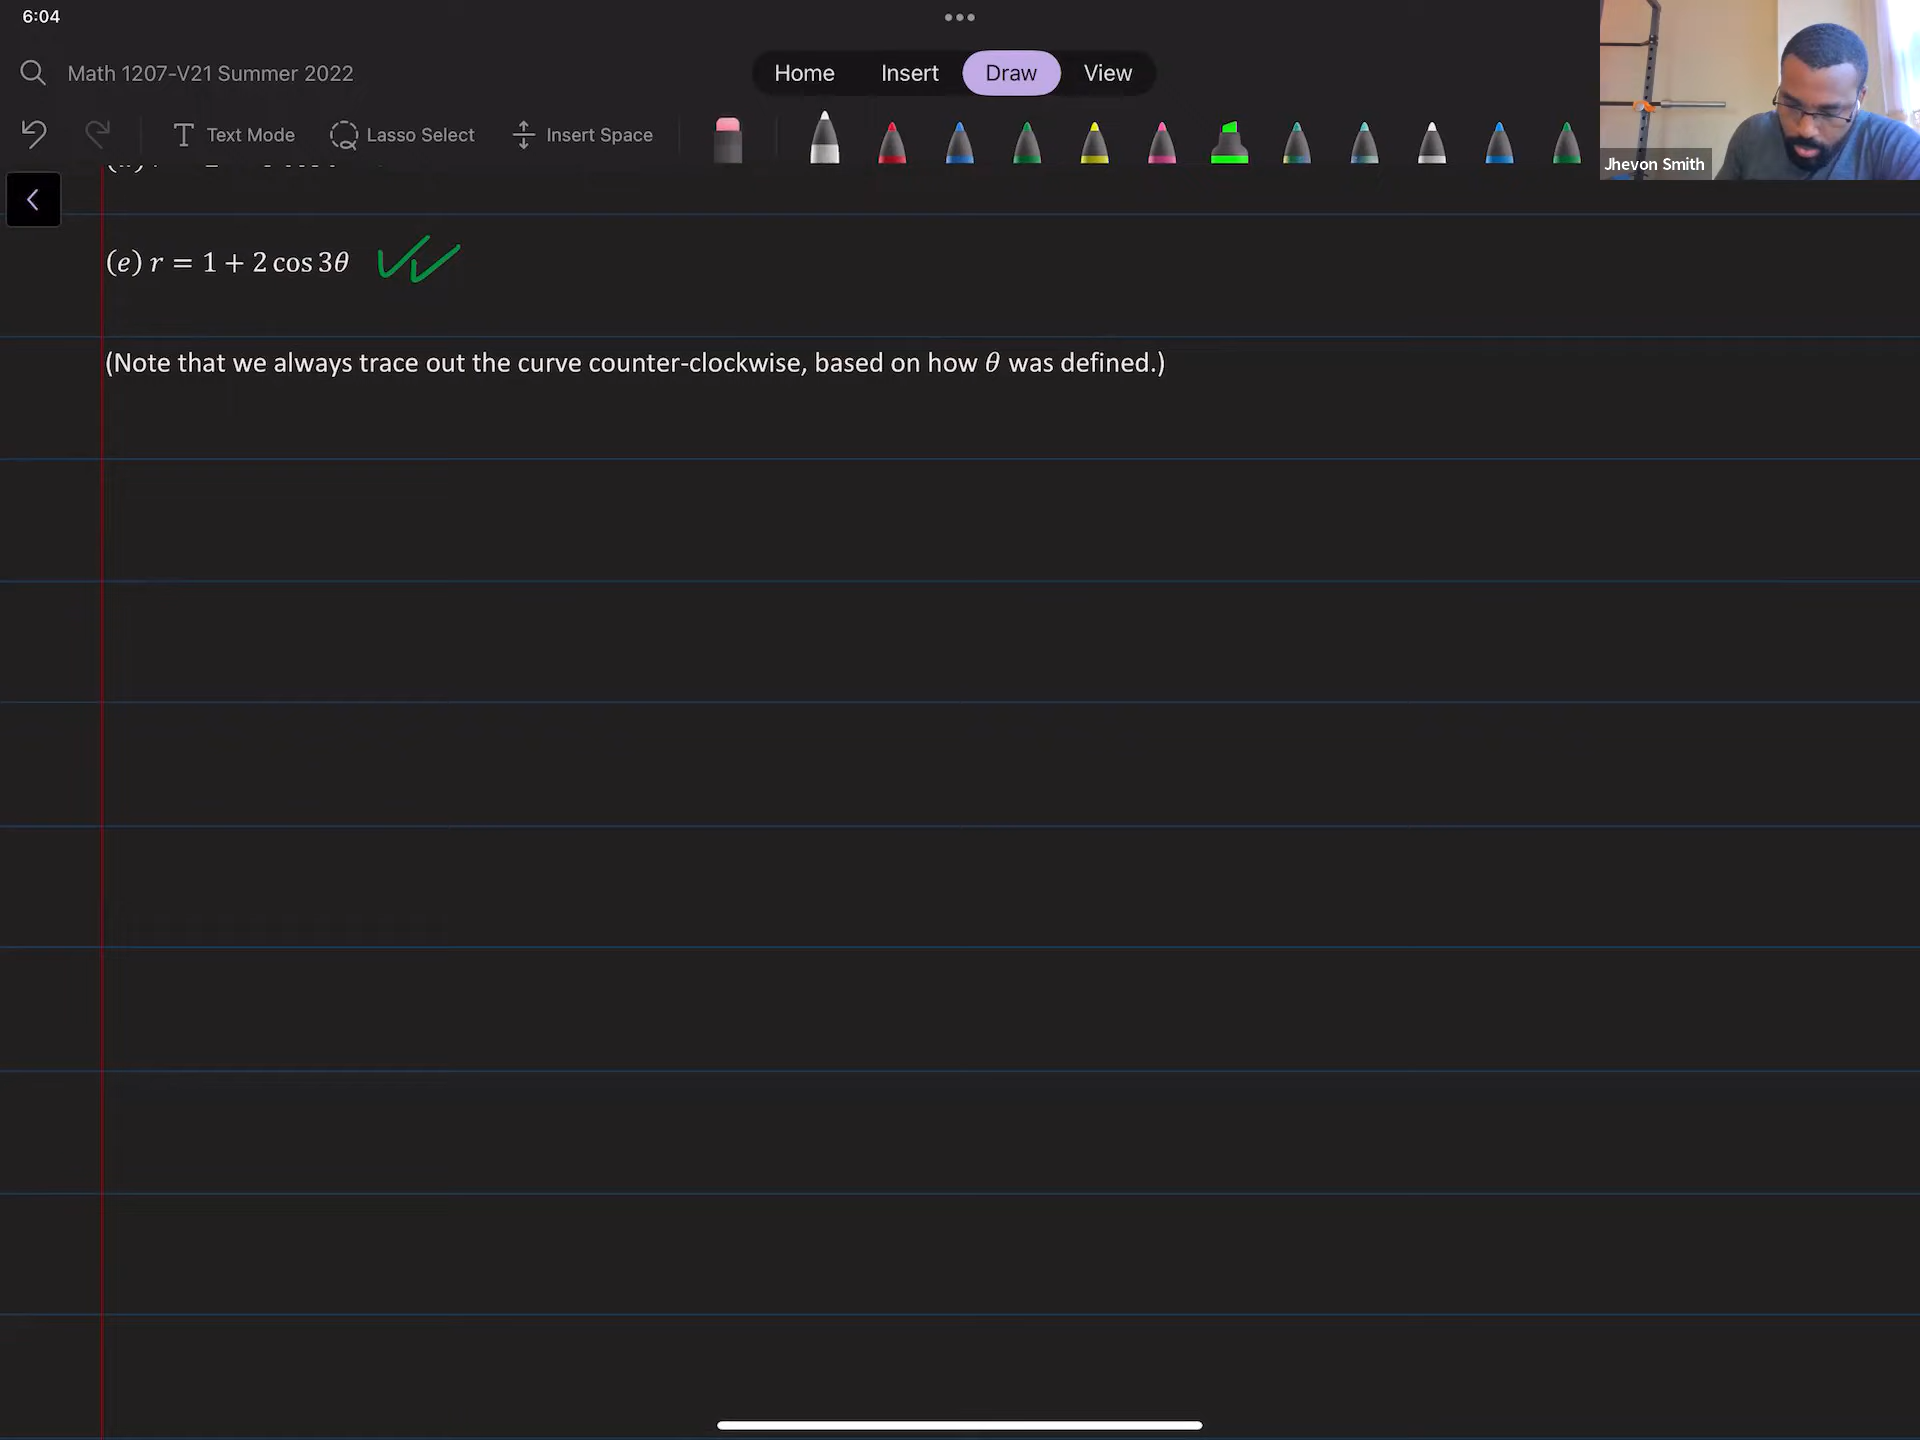 6:04
Math 1207-V21 Summer 2022
Home Insert Draw View
Text Mode Lasso Select Insert Space
Jhevon Smith
(e) r = 1 + 2 cos 3θ
(Note that we always trace out the curve counter-clockwise, based on how θ was defined.)